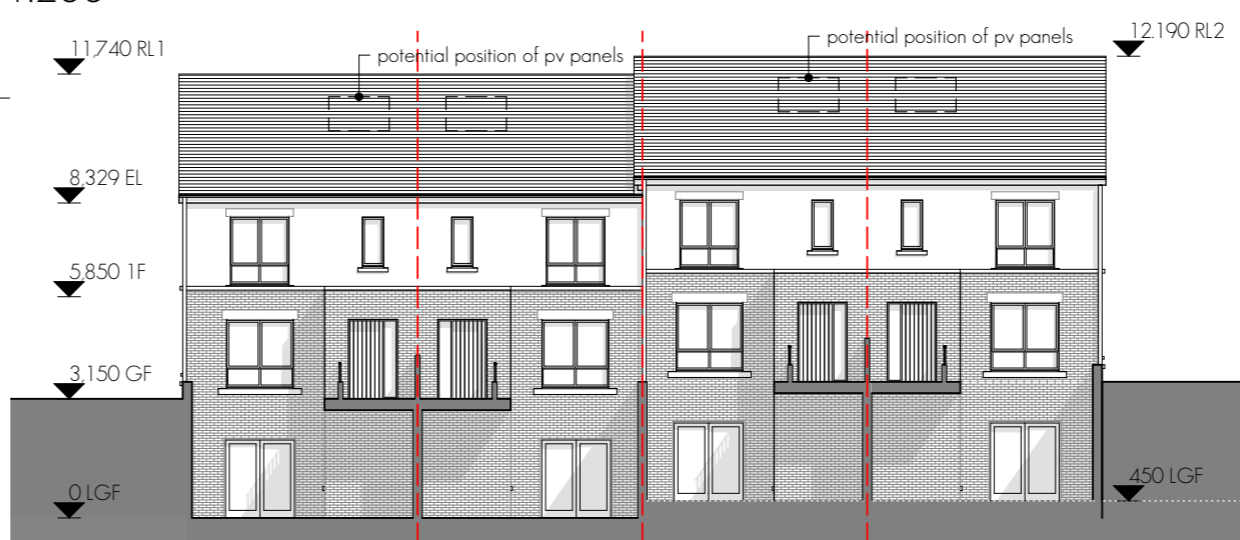 12.190 RL2
potential position of pv panels
11,740 RL1
potential position of pv panels
8,329 EL
5,850 1F
3,150 GF
450 LGF
0 LGF